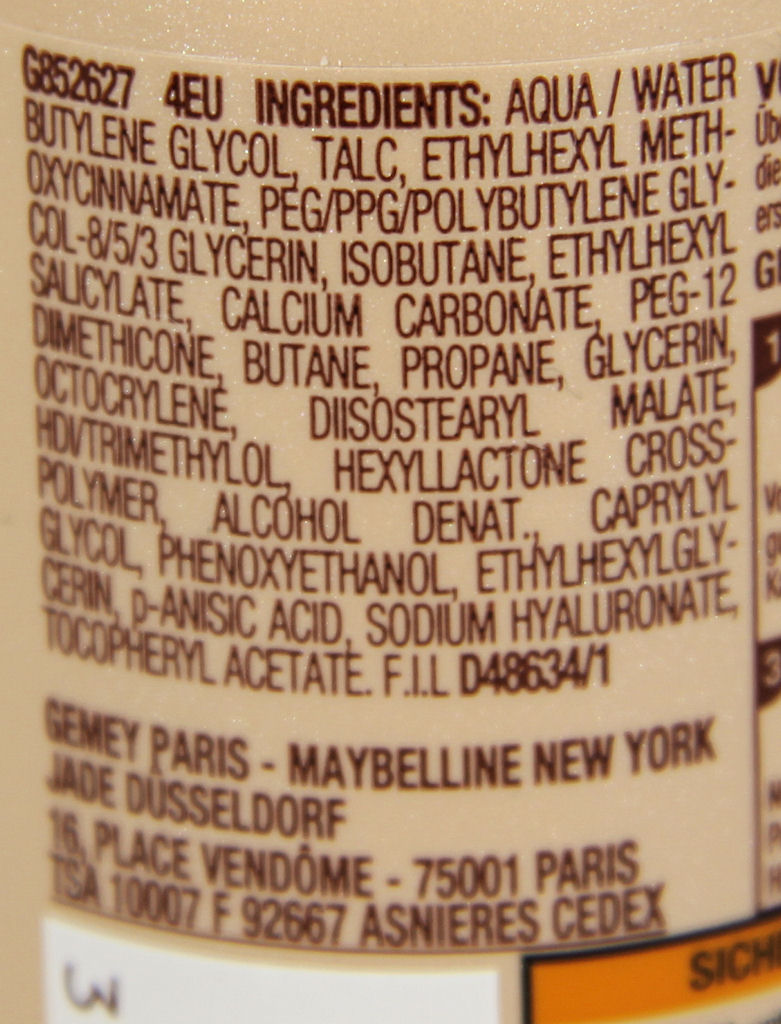 G852627 4EU INGREDIENTS: AQUA / WATER
BUTYLENE GLYCOL, TALC, ETHYLHEXYL METH-
OXYCINNAMATE, PEG/PPG/POLYBUTYLENE GLY-
COL-8/5/3 GLYCERIN, ISOBUTANE, ETHYLHEXYL
SALICYLATE, CALCIUM CARBONATE, PEG-12
DIMETHICONE, BUTANE, PROPANE, GLYCERIN,
OCTOCRYLENE, DIISOSTEARYL MALATE,
HDI/TRIMETHYLOL, HEXYLLACTONE CROSS-
POLYMER, ALCOHOL DENAT., CAPRYLYL
GLYCOL, PHENOXYETHANOL, ETHYLHEXYLGLY-
CERIN, p-ANISIC ACID, SODIUM HYALURONATE,
TOCOPHERYL ACETATE. F.I.L D48634/1
GEMEY PARIS - MAYBELLINE NEW YORK
JADE DÜSSELDORF
16, PLACE VENDÔME - 75001 PARIS
TSA 10007 F 92667 ASNIERES CEDEX
SICH